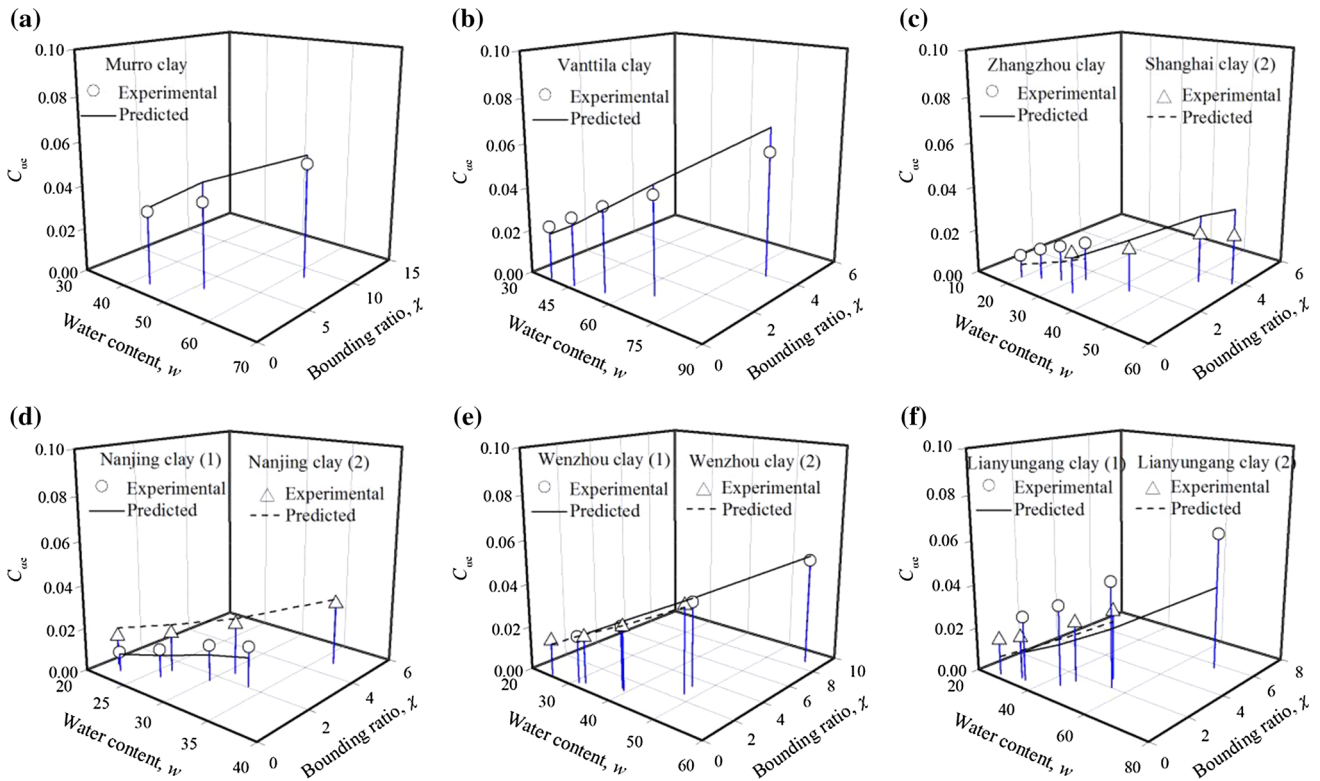 (a)
Murro clay
Experimental
Predicted
0.10
0.08
0.06
0.04
0.02
0.00
Cαe
30
40
50
60
70
Water content, w
0
5
10
15
Bounding ratio, χ
(b)
Vanttila clay
Experimental
Predicted
0.10
0.08
0.06
0.04
0.02
0.00
30
45
60
75
90
Water content, w
0
2
4
6
Bounding ratio, χ
(c)
Zhangzhou clay
Shanghai clay (2)
Experimental
Experimental
Predicted
Predicted
0.10
0.08
0.06
0.04
0.02
0.00
Cαe
10
20
30
40
50
60
Water content, w
0
2
4
6
Bounding ratio, χ
(d)
Nanjing clay (1)
Nanjing clay (2)
Experimental
Experimental
Predicted
Predicted
0.10
0.08
0.06
0.04
0.02
0.00
Cαe
20
25
30
35
40
Water content, w
0
2
4
6
Bounding ratio, χ
(e)
Wenzhou clay (1)
Wenzhou clay (2)
Experimental
Experimental
Predicted
Predicted
0.10
0.08
0.06
0.04
0.02
0.00
Cαe
20
30
40
50
60
Water content, w
0
2
4
6
8
10
Bounding ratio, χ
(f)
Lianyungang clay (1)
Lianyungang clay (2)
Experimental
Experimental
Predicted
Predicted
0.10
0.08
0.06
0.04
0.02
0.00
Cαe
20
40
60
80
Water content, w
0
2
4
6
8
Bounding ratio, χ